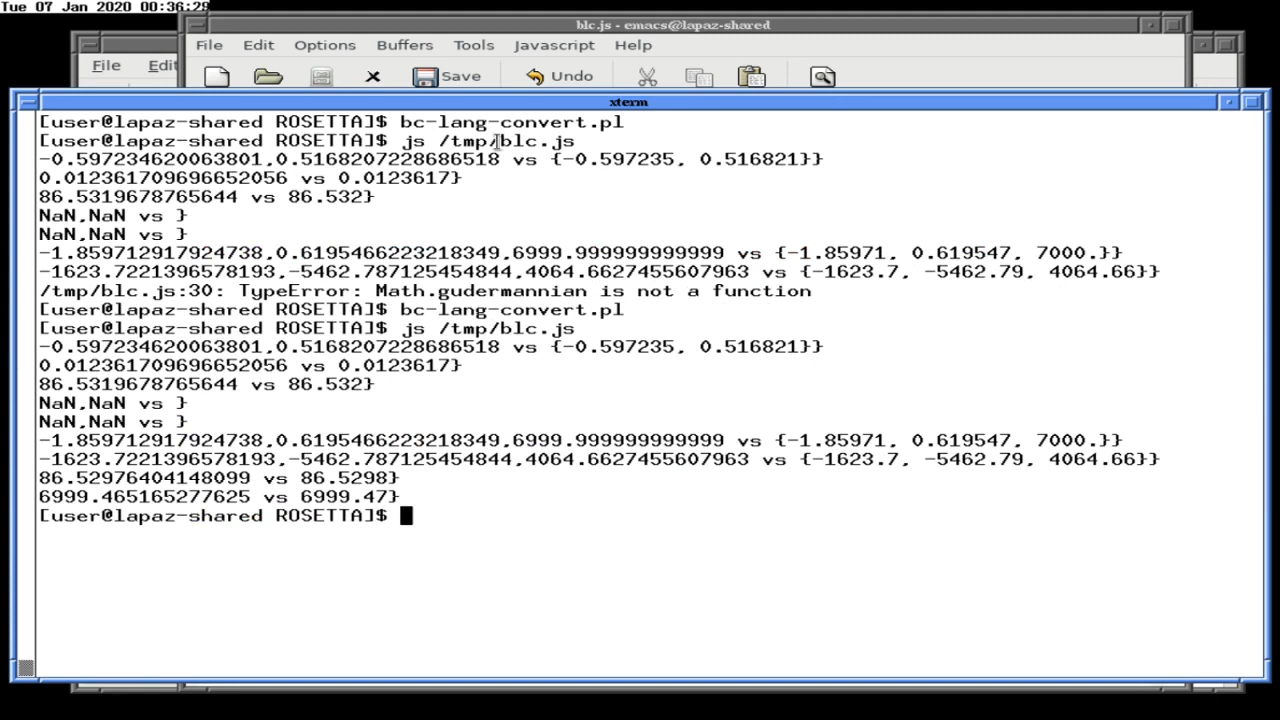 Tue 07 Jan 2020 00:36:29
blc.js - emacs@lapaz-shared
File Edit Options Buffers Tools Javascript Help
File Edit
Save Undo
xterm
[user@lapaz-shared ROSETTA]$ bc-lang-convert.pl
[user@lapaz-shared ROSETTA]$ js /tmp/blc.js
-0.597234620063801,0.5168207228686518 vs {-0.597235, 0.516821}}
0.012361709696652056 vs 0.0123617}
86.5319678765644 vs 86.532}
NaN,NaN vs }
NaN,NaN vs }
-1.859712917924738,0.6195466223218349,6999.999999999999 vs {-1.85971, 0.619547, 7000.}}
-1623.7221396578193,-5462.787125454844,4064.6627455607963 vs {-1623.7, -5462.79, 4064.66}}
/tmp/blc.js:30: TypeError: Math.gudermannian is not a function
[user@lapaz-shared ROSETTA]$ bc-lang-convert.pl
[user@lapaz-shared ROSETTA]$ js /tmp/blc.js
-0.597234620063801,0.5168207228686518 vs {-0.597235, 0.516821}}
0.012361709696652056 vs 0.0123617}
86.5319678765644 vs 86.532}
NaN,NaN vs }
NaN,NaN vs }
-1.859712917924738,0.6195466223218349,6999.999999999999 vs {-1.85971, 0.619547, 7000.}}
-1623.7221396578193,-5462.787125454844,4064.6627455607963 vs {-1623.7, -5462.79, 4064.66}}
86.52976404148099 vs 86.5298}
6999.465165277625 vs 6999.47}
[user@lapaz-shared ROSETTA]$